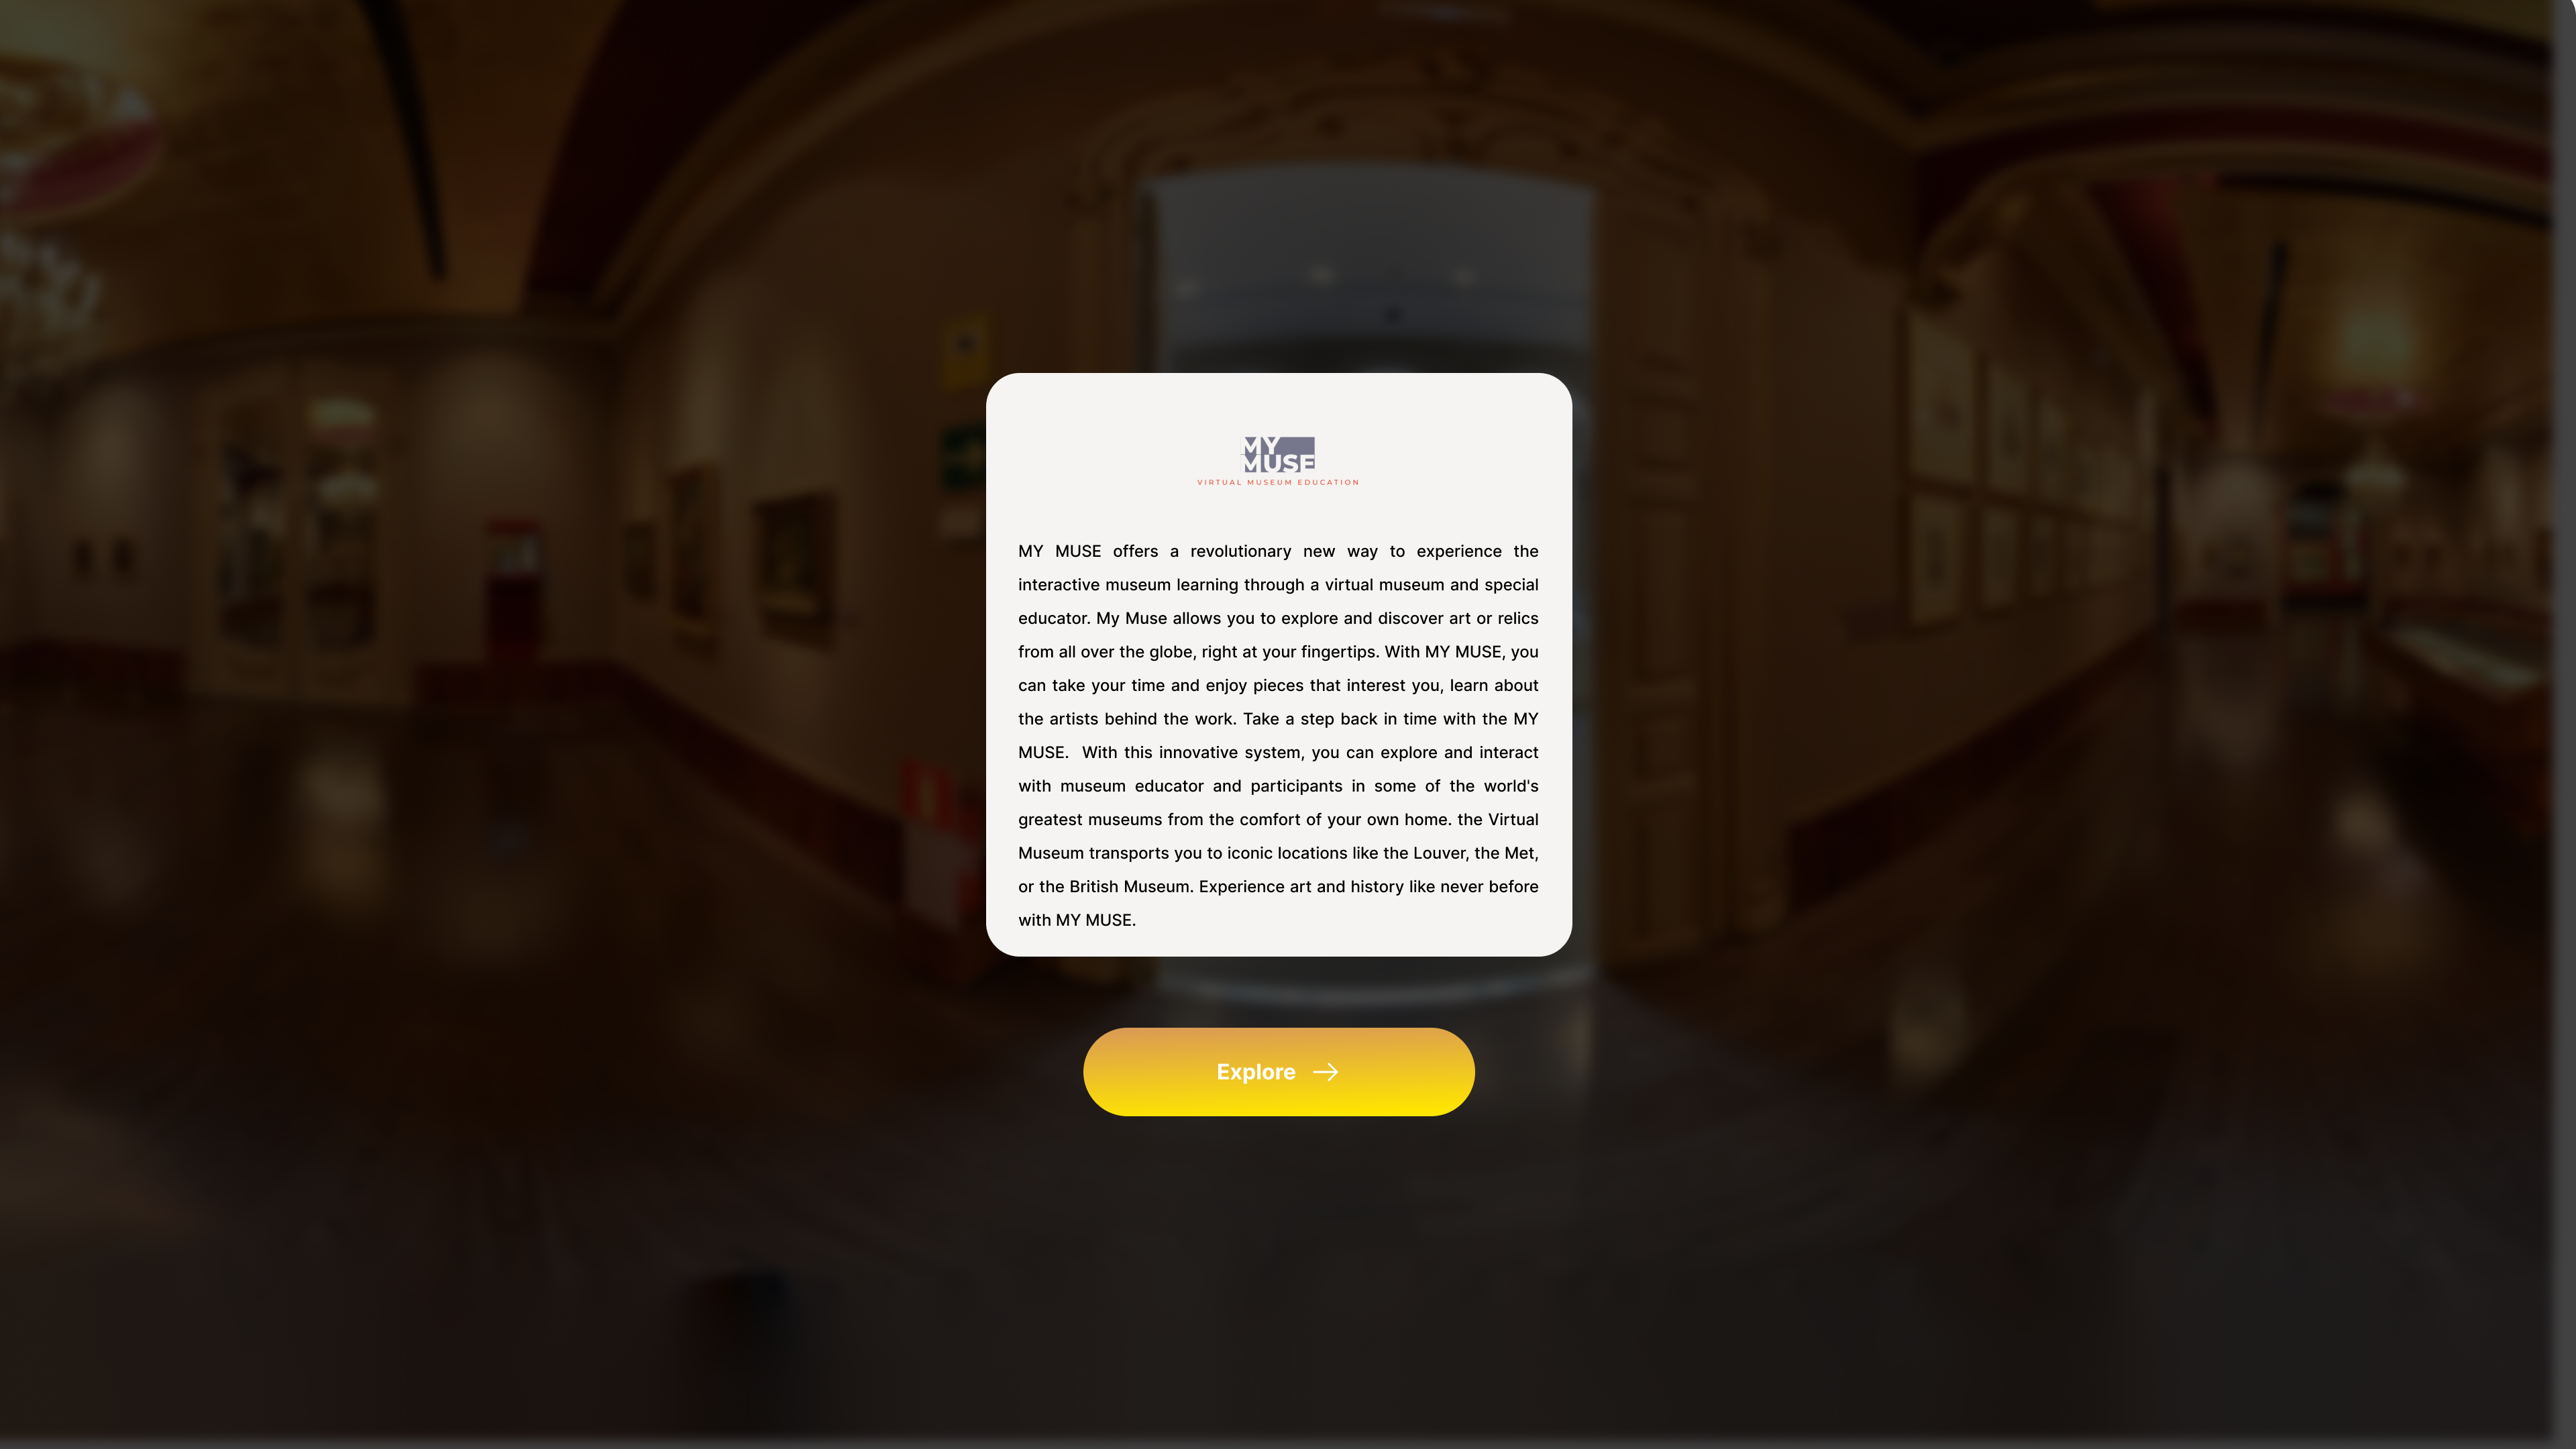 MY
MUSE
VIRTUAL MUSEUM EDUCATION
MY MUSE offers a revolutionary new way to experience the
interactive museum learning through a virtual museum and special
educator. My Muse allows you to explore and discover art or relics
from all over the globe, right at your fingertips. With MY MUSE, you
can take your time and enjoy pieces that interest you, learn about
the artists behind the work. Take a step back in time with the MY
MUSE.  With this innovative system, you can explore and interact
with museum educator and participants in some of the world's
greatest museums from the comfort of your own home. the Virtual
Museum transports you to iconic locations like the Louver, the Met,
or the British Museum. Experience art and history like never before
with MY MUSE.
Explore